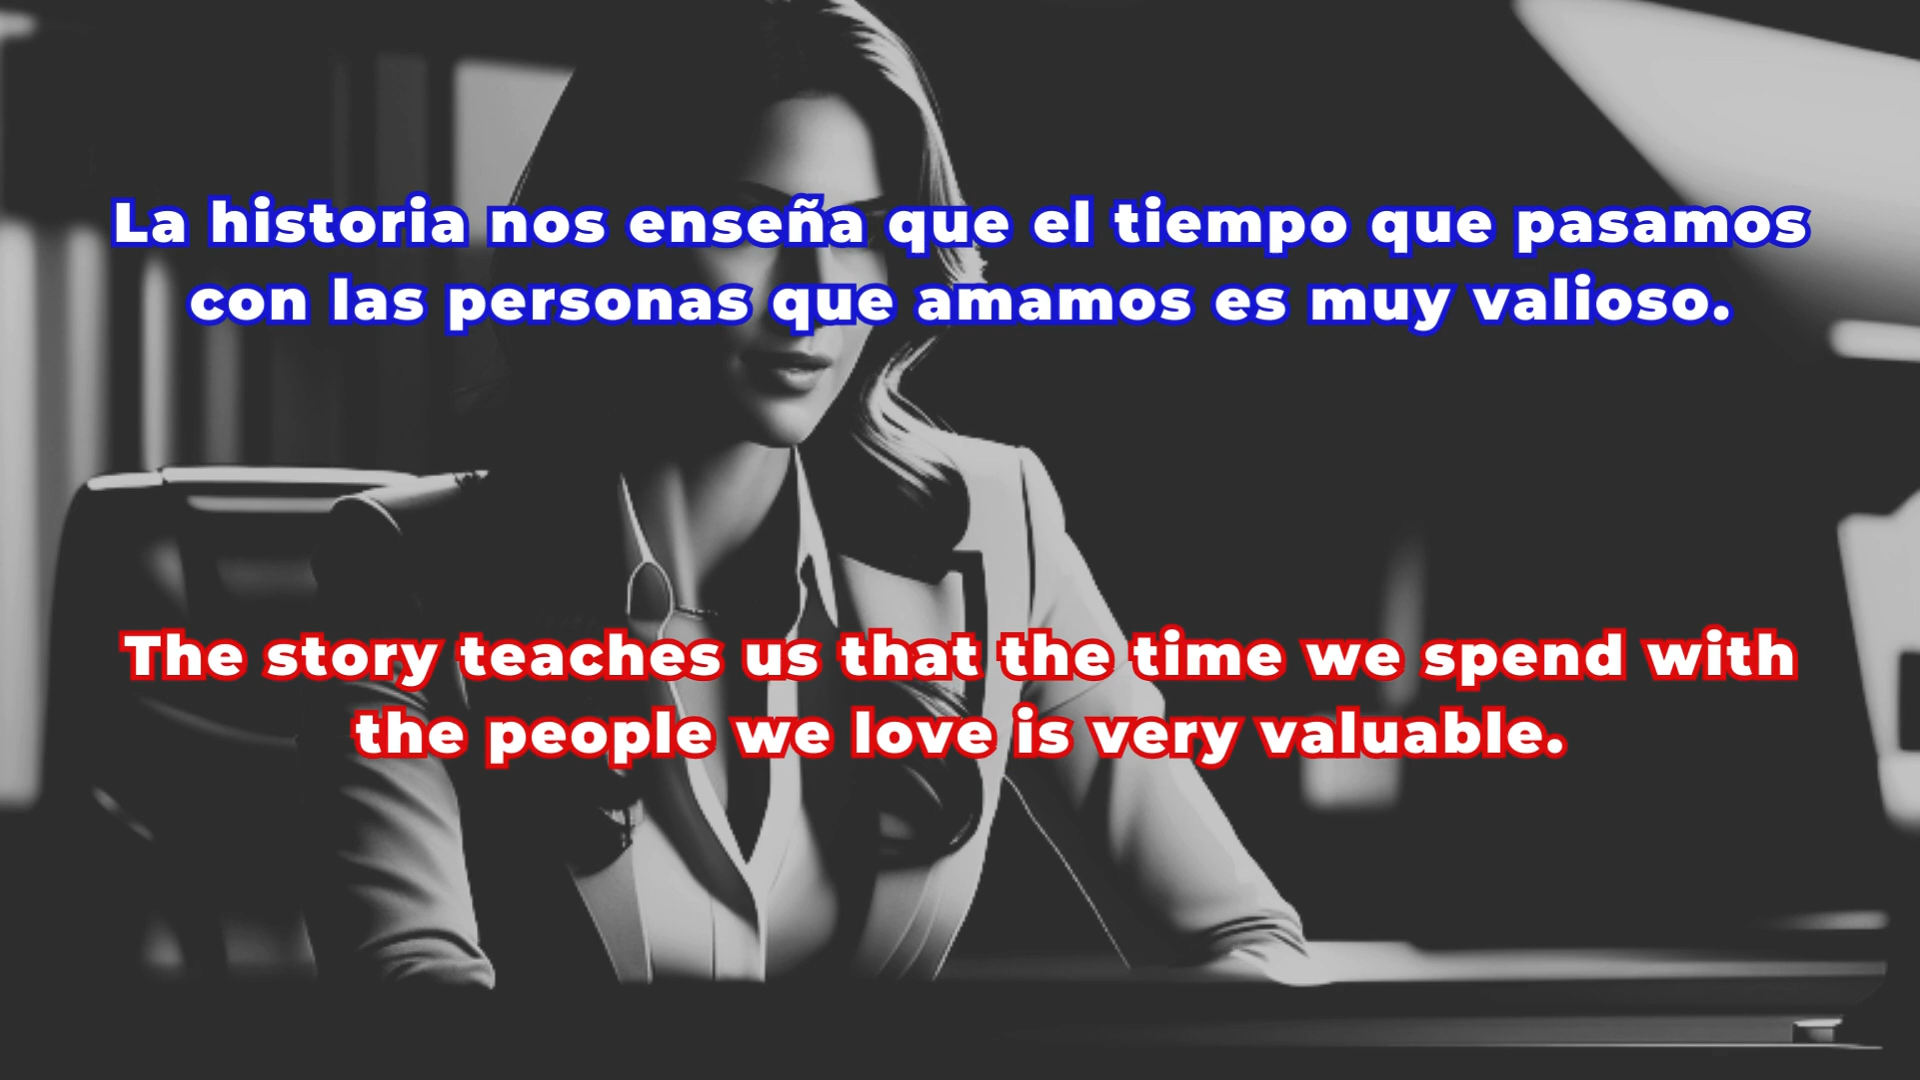 La historia nos enseña que el tiempo que pasamos
con las personas que amamos es muy valioso.
The story teaches us that the time we spend with
the people we love is very valuable.